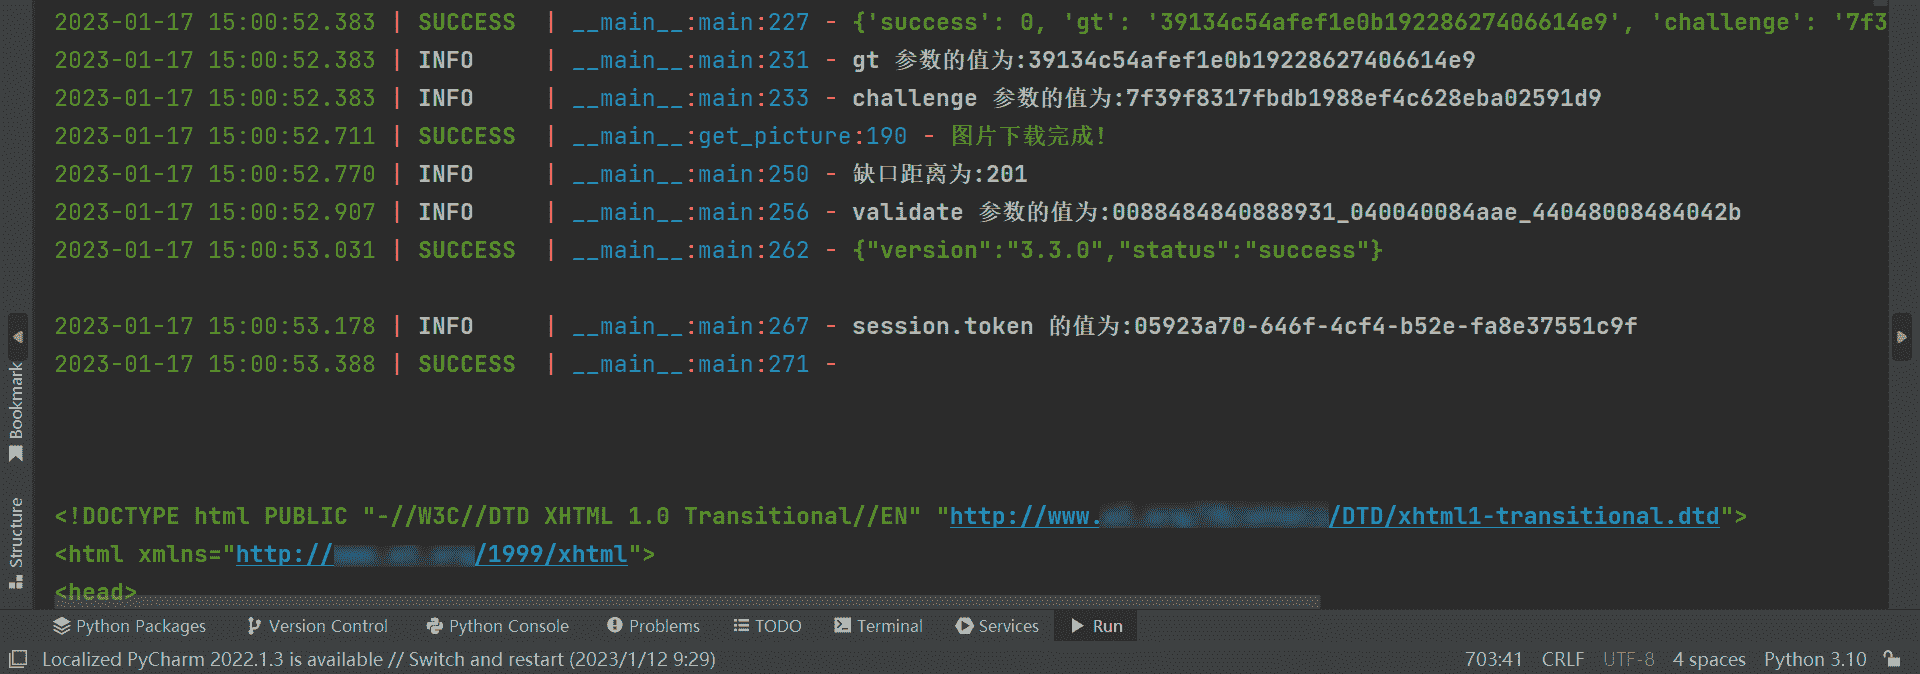 2023-01-17 15:00:52.383 | SUCCESS  | __main__:main:227 - {'success': 0, 'gt': '39134c54afef1e0b19228627406614e9', 'challenge': '7f3
2023-01-17 15:00:52.383 | INFO     | __main__:main:231 - gt 参数的值为:39134c54afef1e0b19228627406614e9
2023-01-17 15:00:52.383 | INFO     | __main__:main:233 - challenge 参数的值为:7f39f8317fbdb1988ef4c628eba02591d9
2023-01-17 15:00:52.711 | SUCCESS  | __main__:get_picture:190 - 图片下载完成!
2023-01-17 15:00:52.770 | INFO     | __main__:main:250 - 缺口距离为:201
2023-01-17 15:00:52.907 | INFO     | __main__:main:256 - validate 参数的值为:0088484840888931_040040084aae_44048008484042b
2023-01-17 15:00:53.031 | SUCCESS  | __main__:main:262 - {"version":"3.3.0","status":"success"}
2023-01-17 15:00:53.178 | INFO     | __main__:main:267 - session.token 的值为:05923a70-646f-4cf4-b52e-fa8e37551c9f
2023-01-17 15:00:53.388 | SUCCESS  | __main__:main:271 -
<!DOCTYPE html PUBLIC "-//W3C//DTD XHTML 1.0 Transitional//EN" "http://www. /DTD/xhtml1-transitional.dtd">
<html xmlns="http:// /1999/xhtml">
<head>
Bookmark
Structure
Python Packages Version Control Python Console Problems TODO Terminal Services Run
Localized PyCharm 2022.1.3 is available // Switch and restart (2023/1/12 9:29) 703:41 CRLF UTF-8 4 spaces Python 3.10